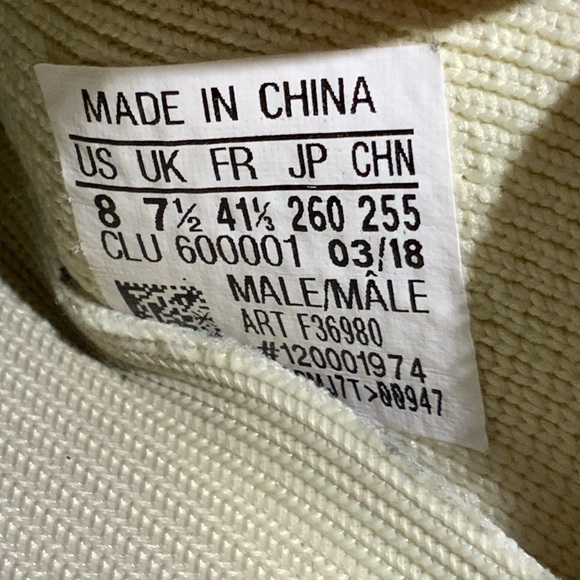 MADE IN CHINA
US UK FR JP CHN
8 7½ 41⅓ 260 255
CLU 600001 03/18
MALE/MÂLE
ART F36980
#120001974
>00947